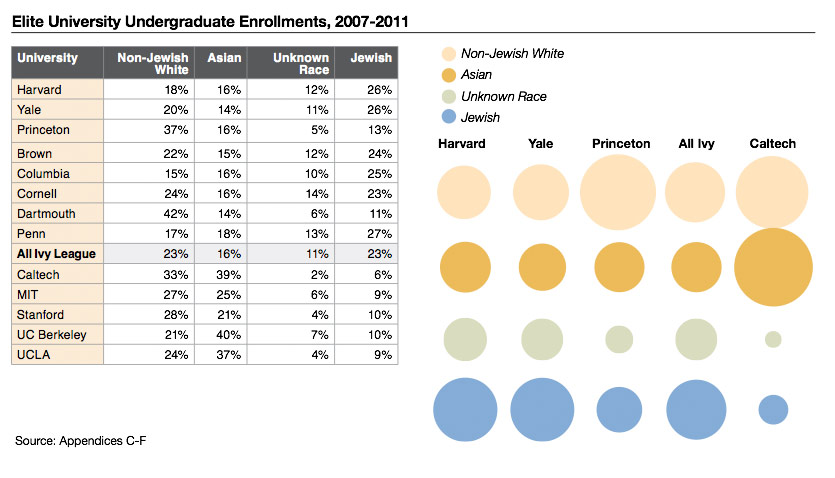 Elite University Undergraduate Enrollments, 2007-2011
University Non-Jewish White Asian Unknown Race Jewish
Harvard 18% 16% 12% 26%
Yale 20% 14% 11% 26%
Princeton 37% 16% 5% 13%
Brown 22% 15% 12% 24%
Columbia 15% 16% 10% 25%
Cornell 24% 16% 14% 23%
Dartmouth 42% 14% 6% 11%
Penn 17% 18% 13% 27%
All Ivy League 23% 16% 11% 23%
Caltech 33% 39% 2% 6%
MIT 27% 25% 6% 9%
Stanford 28% 21% 4% 10%
UC Berkeley 21% 40% 7% 10%
UCLA 24% 37% 4% 9%
Source: Appendices C-F
Non-Jewish White
Asian
Unknown Race
Jewish
Harvard Yale Princeton All Ivy Caltech